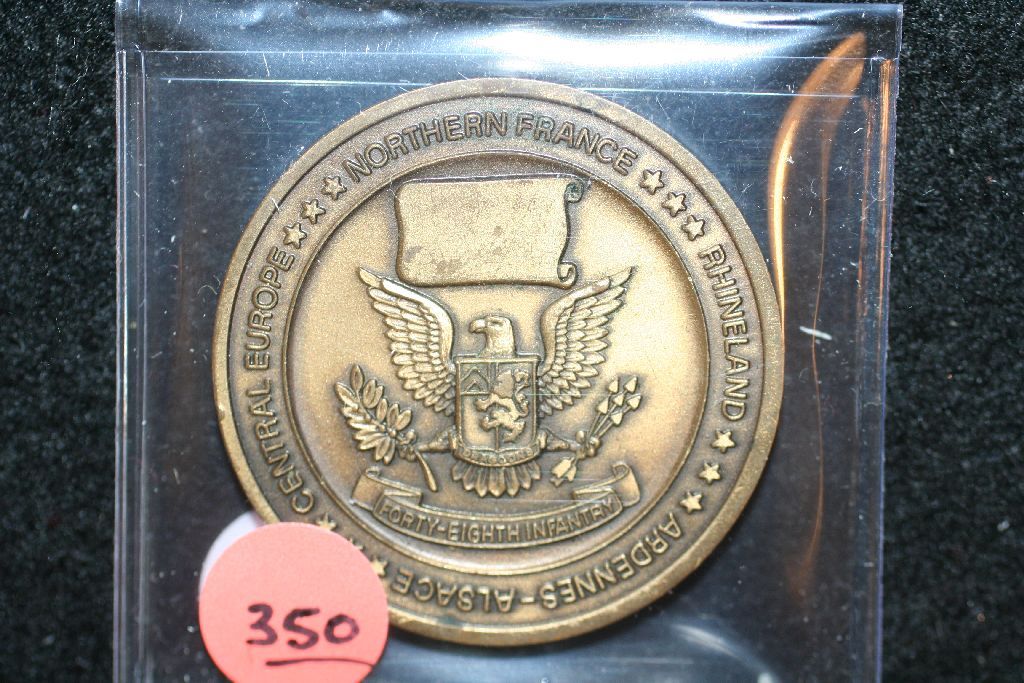 NORTHERN FRANCE
RHINELAND
ARDENNES-ALSACE
CENTRAL EUROPE
FORTY-EIGHTH INFANTRY
350